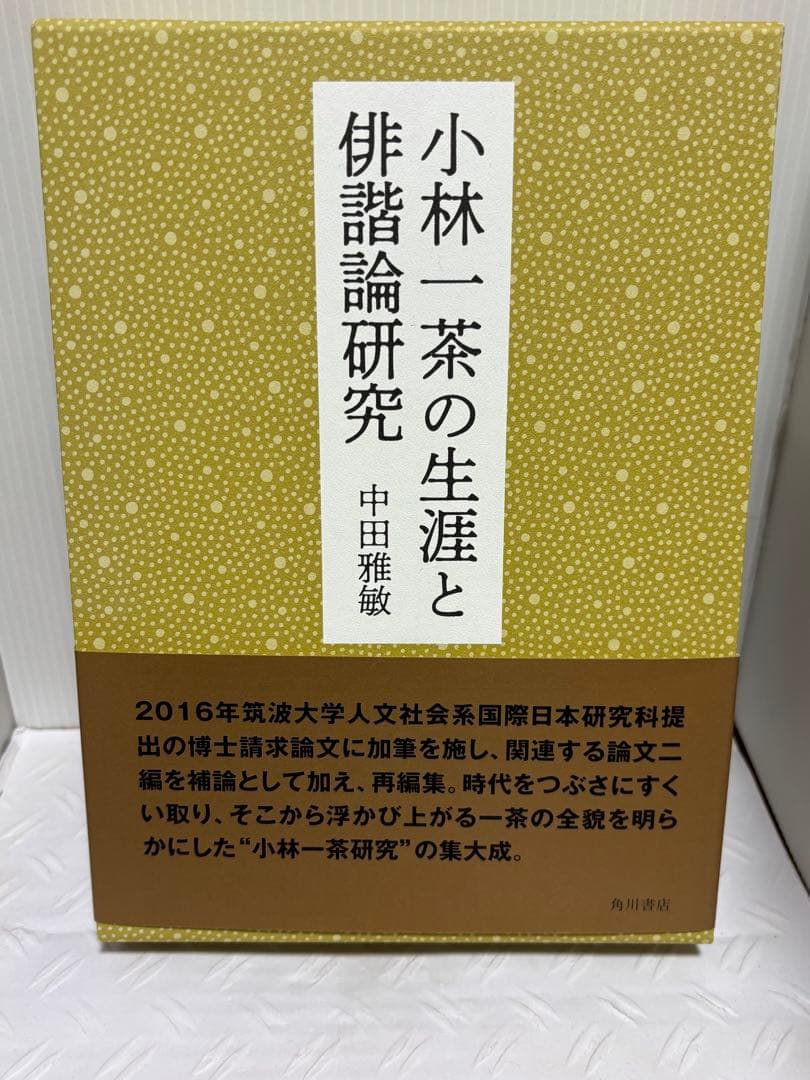 小林一茶の生涯と
俳諧論研究
中田雅敏
2016年筑波大学人文社会系国際日本研究科提
出の博士請求論文に加筆を施し、関連する論文二
編を補論として加え、再編集。時代をつぶさにすく
い取り、そこから浮かび上がる一茶の全貌を明ら
かにした“小林一茶研究”の集大成。
角川書店